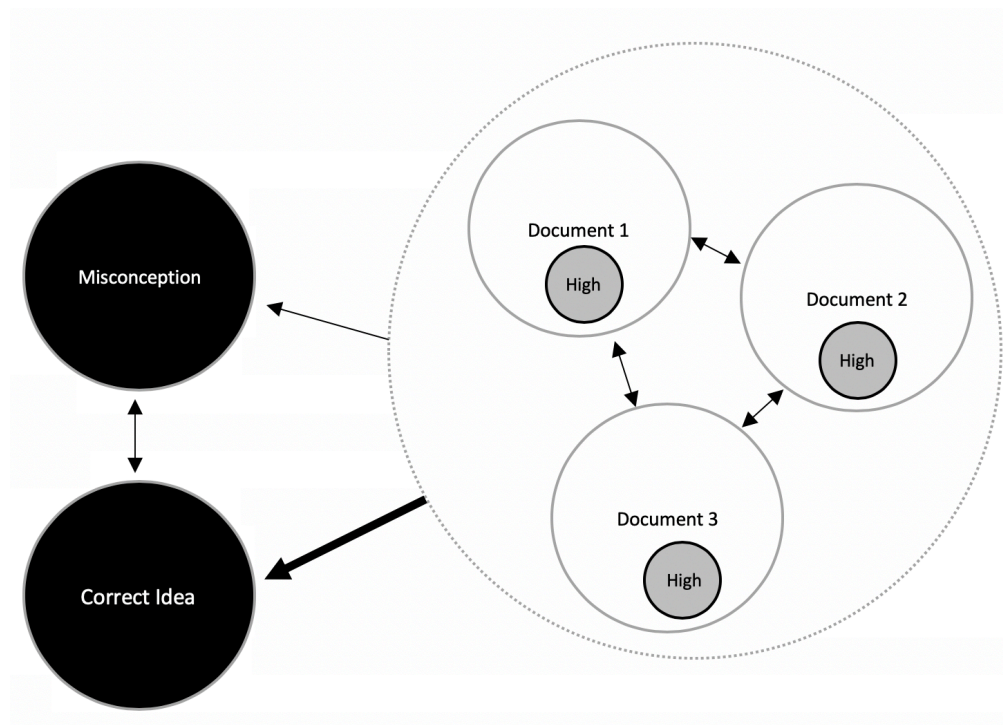 Misconception
Correct Idea
Document 1
High
Document 2
High
Document 3
High